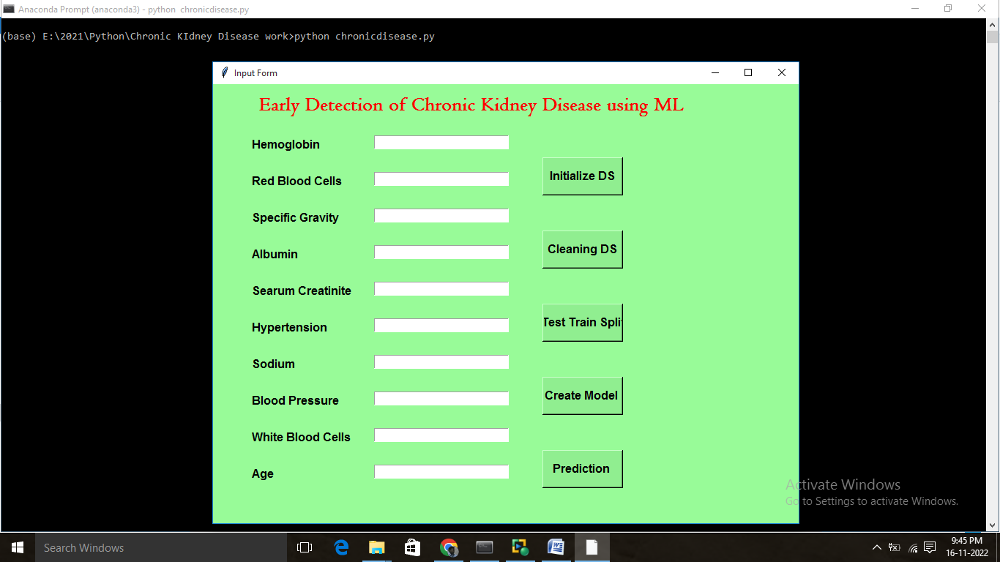 Anaconda Prompt (anaconda3) - python  chronicdisease.py
(base) E:\2021\Python\Chronic KIdney Disease work>python chronicdisease.py
Input Form
Early Detection of Chronic Kidney Disease using ML
Hemoglobin
Initialize DS
Red Blood Cells
Specific Gravity
Cleaning DS
Albumin
Searum Creatinite
Test Train Spli
Hypertension
Sodium
Create Model
Blood Pressure
White Blood Cells
Prediction
Age
Activate Windows
Go to Settings to activate Windows.
Search Windows
9:45 PM
16-11-2022